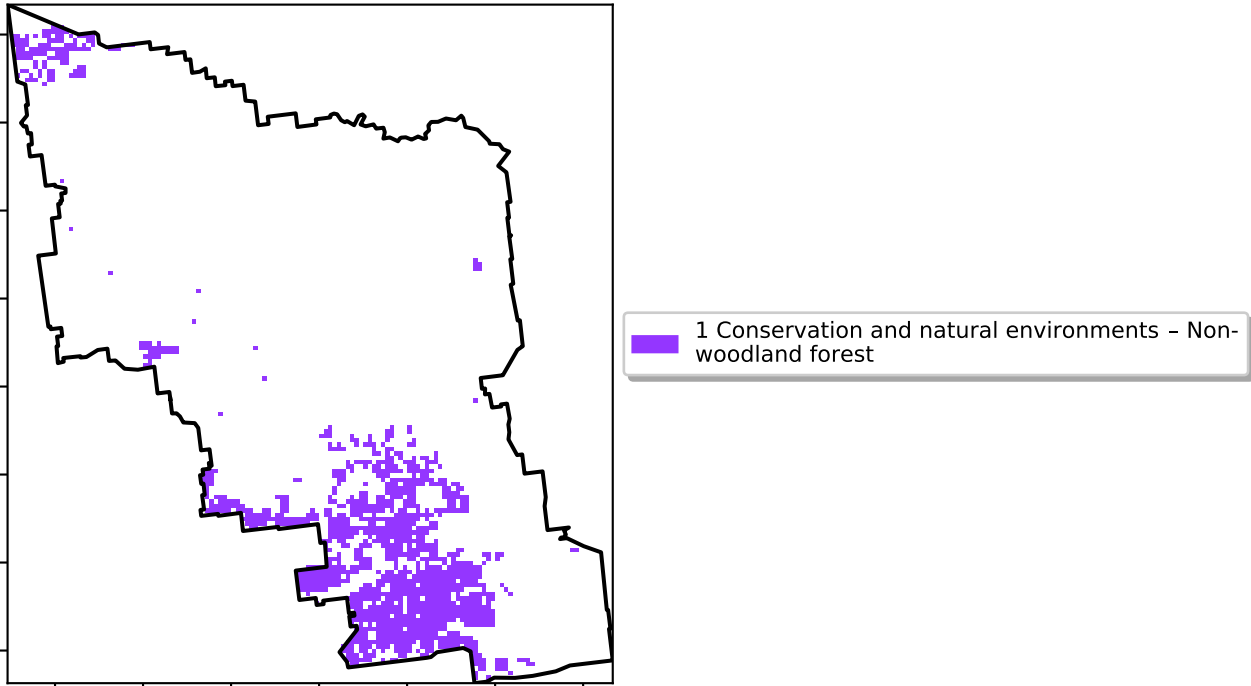 1 Conservation and natural environments – Non-
woodland forest